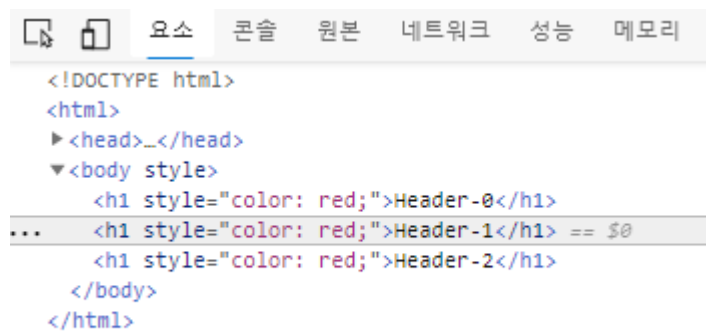 요소 콘솔 원본 네트워크 성능 메모리
<!DOCTYPE html>
<html>
<head>…</head>
<body style>
<h1 style="color: red;">Header-0</h1>
... <h1 style="color: red;">Header-1</h1> == $0
<h1 style="color: red;">Header-2</h1>
</body>
</html>